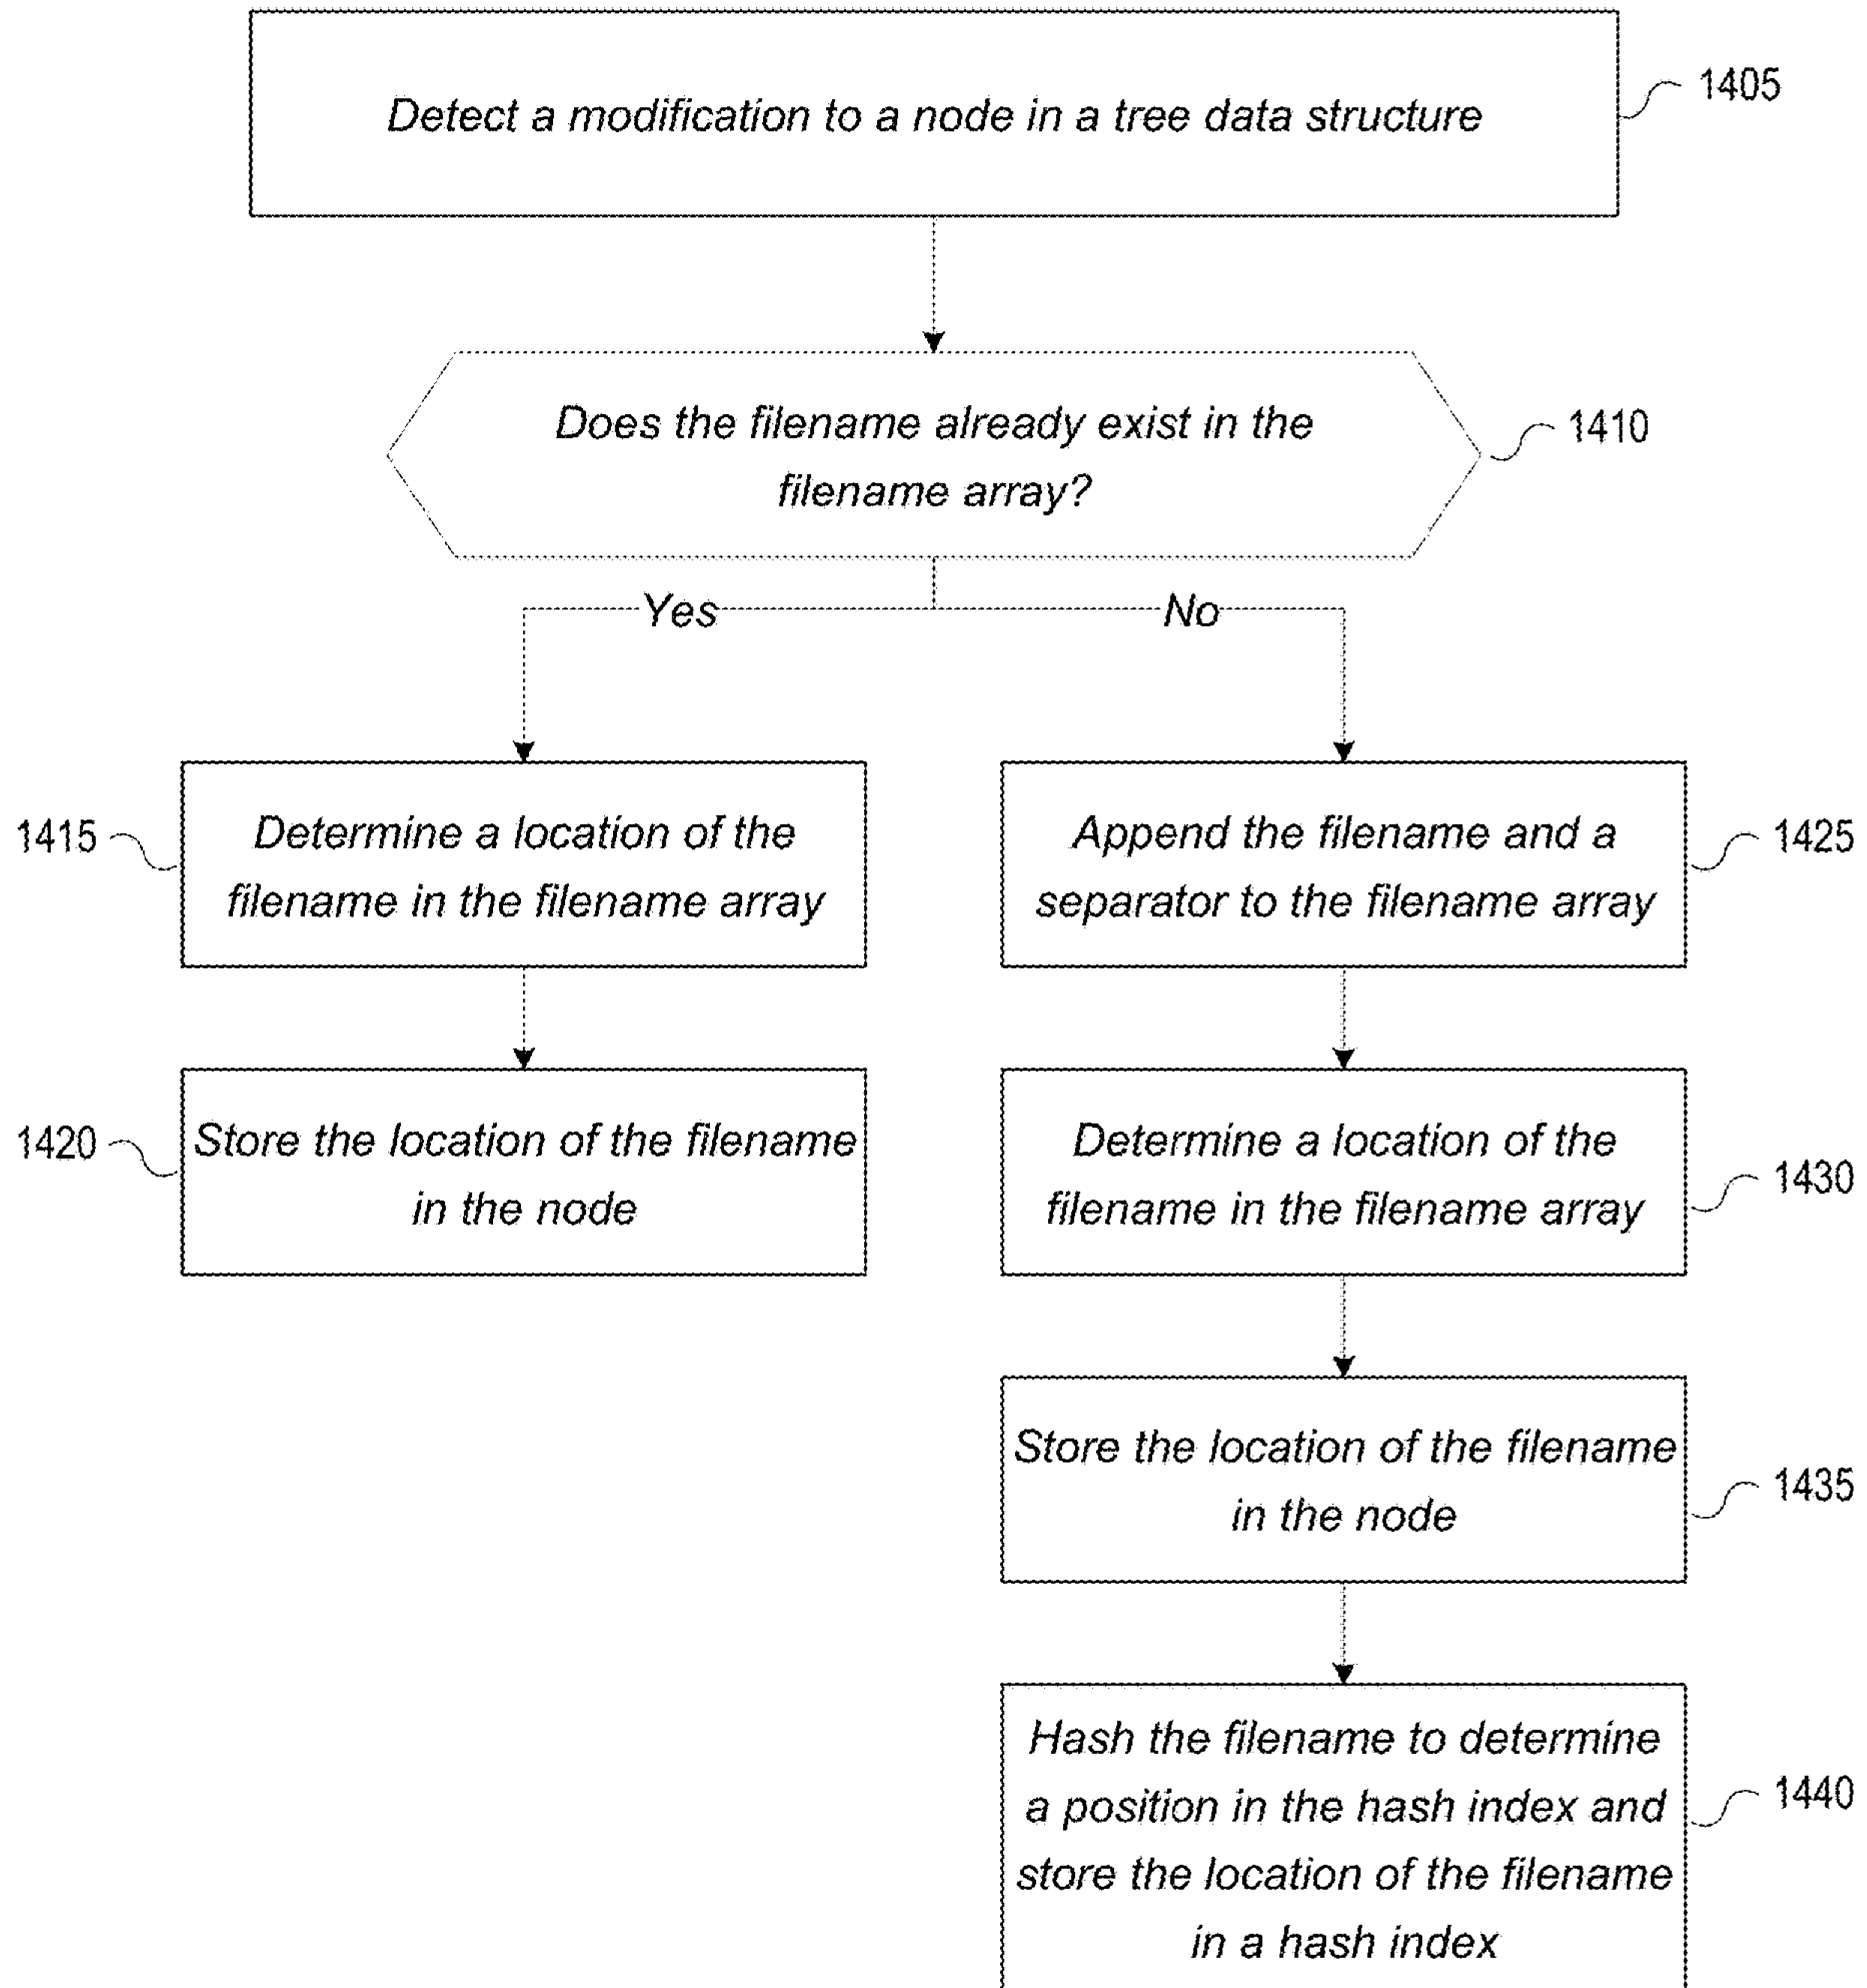 Detect a modification to a node in a tree data structure
1405
Does the filename already exist in the
filename array?
1410
Yes
No
1415
Determine a location of the
filename in the filename array
Append the filename and a
separator to the filename array
1425
1420
Store the location of the filename
in the node
Determine a location of the
filename in the filename array
1430
Store the location of the filename
in the node
1435
Hash the filename to determine
a position in the hash index and
store the location of the filename
in a hash index
1440